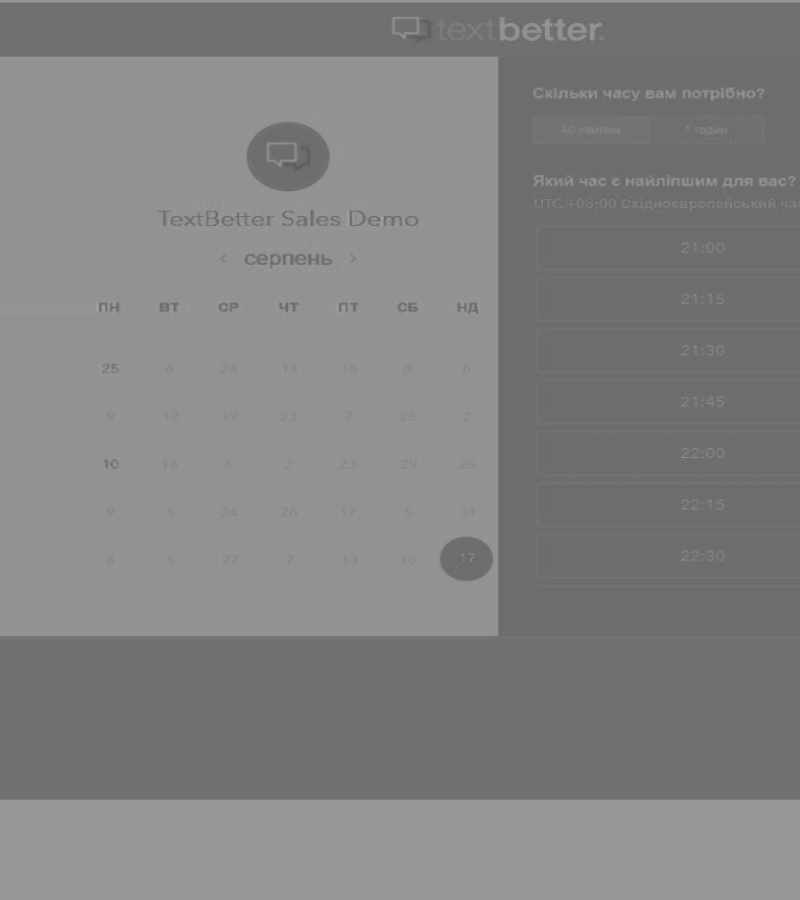 textbetter
TextBetter Sales Demo
‹ серпень ›
ПН ВТ СР ЧТ ПТ СБ НД
25 6 24 14 15 8 6
9 12 19 23 7 25 2
10 16 6 2 23 29 25
9 5 24 26 17 5 31
8 5 27 7 13 10 17
Скільки часу вам потрібно?
40 хвилин 1 годин
Який час є найліпшим для вас?
UTC +03:00 Східноєвропейський
21:00
21:15
21:30
21:45
22:00
22:15
22:30